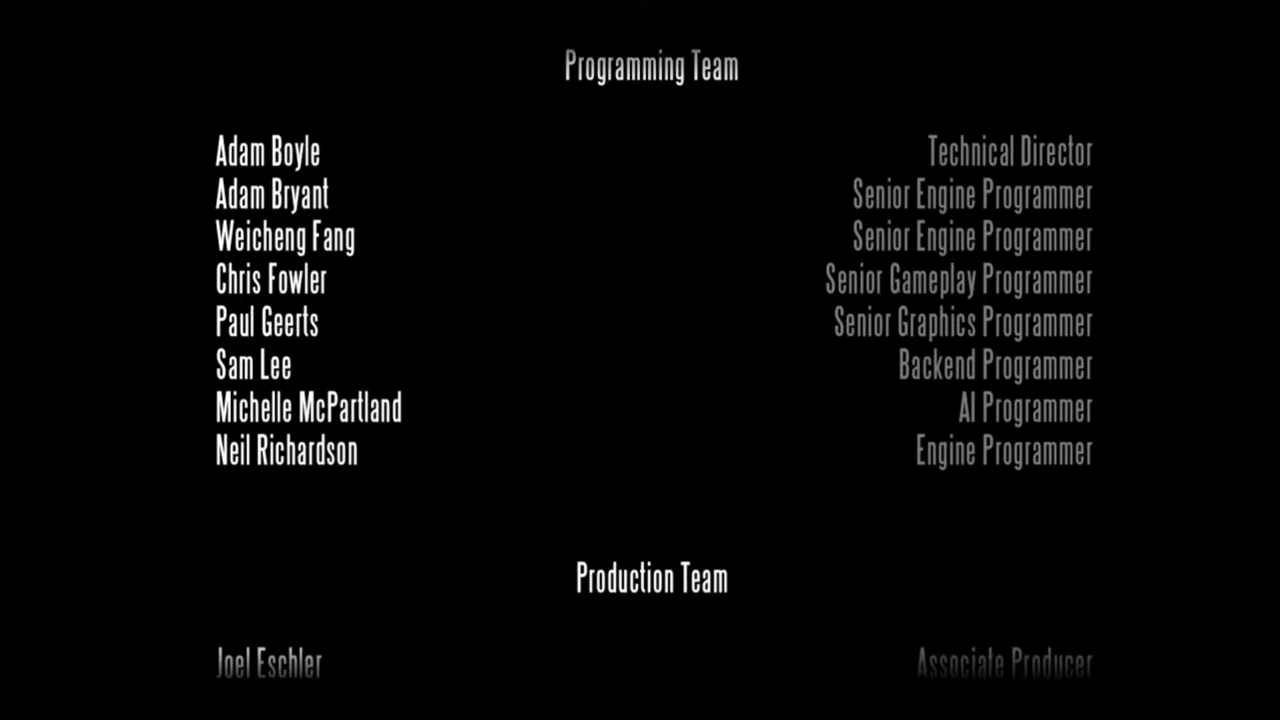 Programming Team
Adam Boyle Technical Director
Adam Bryant Senior Engine Programmer
Weicheng Fang Senior Engine Programmer
Chris Fowler Senior Gameplay Programmer
Paul Geerts Senior Graphics Programmer
Sam Lee Backend Programmer
Michelle McPartland AI Programmer
Neil Richardson Engine Programmer
Production Team
Joel Eschler Associate Producer